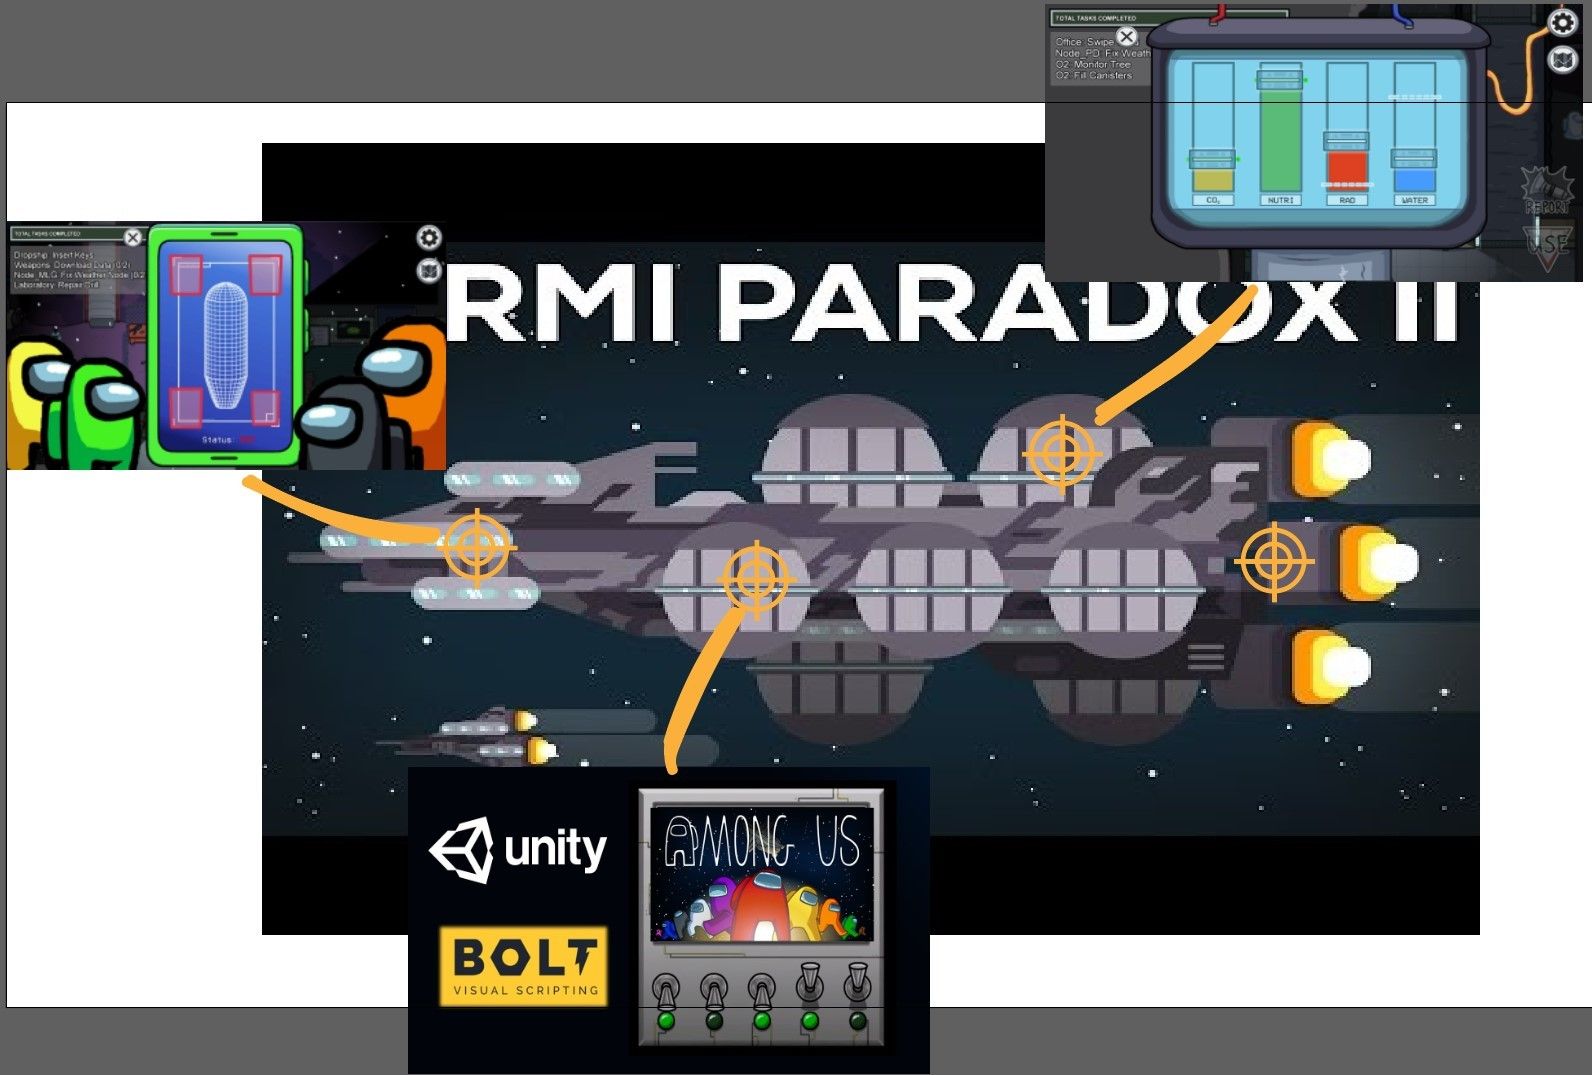 TOTAL TASKS COMPLETED
Office: Swipe
Node_PD: Fix Weath
O2: Monitor Tree
O2: Fill Canisters
CO₂
NUTRI
RAD
WATER
REPORT
USE
TOTAL TASKS COMPLETED
Dropship: Insert Keys
Weapons: Download Data (0/2)
Node_MLG: Fix Weather Node (0/2
Laboratory: Repair Drill
Status:
RMI PARADOX II
unity
BOLT
VISUAL SCRIPTING
AMONG US